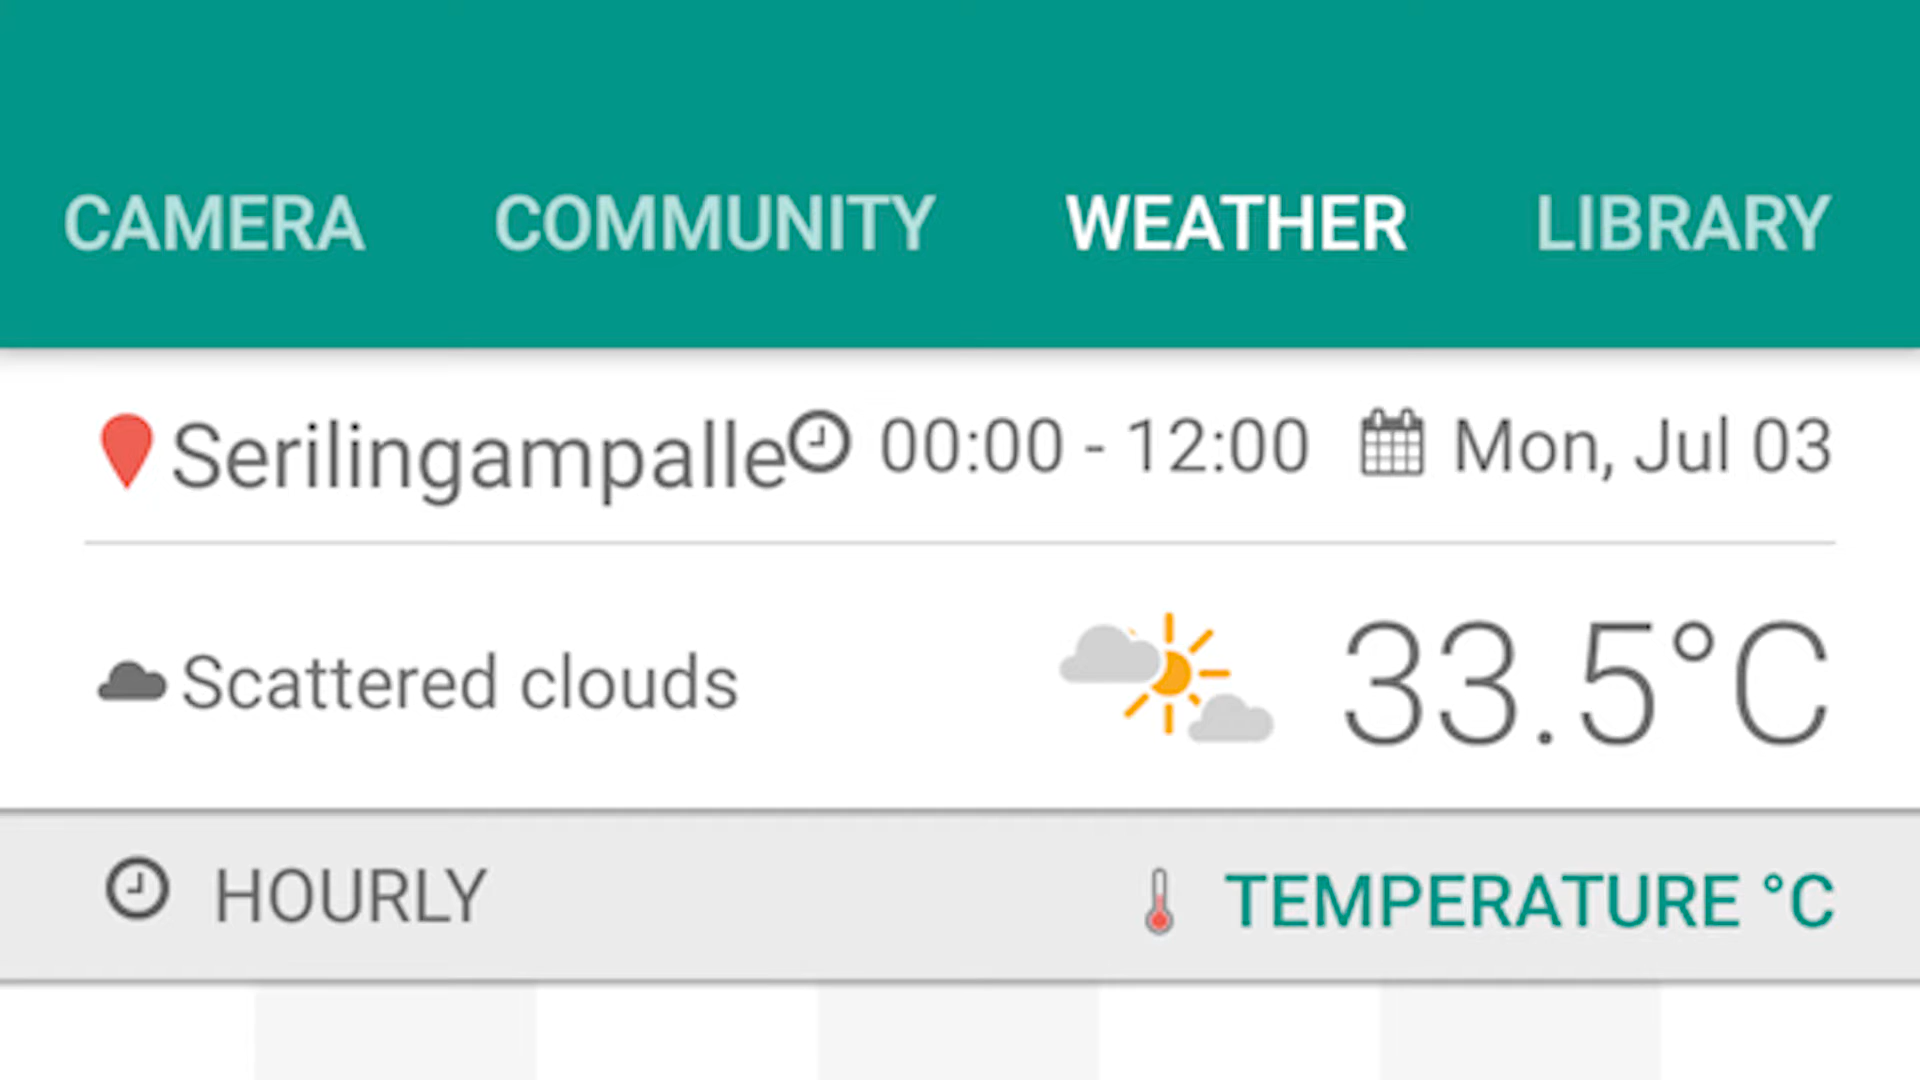 CAMERA COMMUNITY WEATHER LIBRARY
Serilingampalle 00:00 - 12:00 Mon, Jul 03
Scattered clouds 33.5°C
HOURLY TEMPERATURE °C